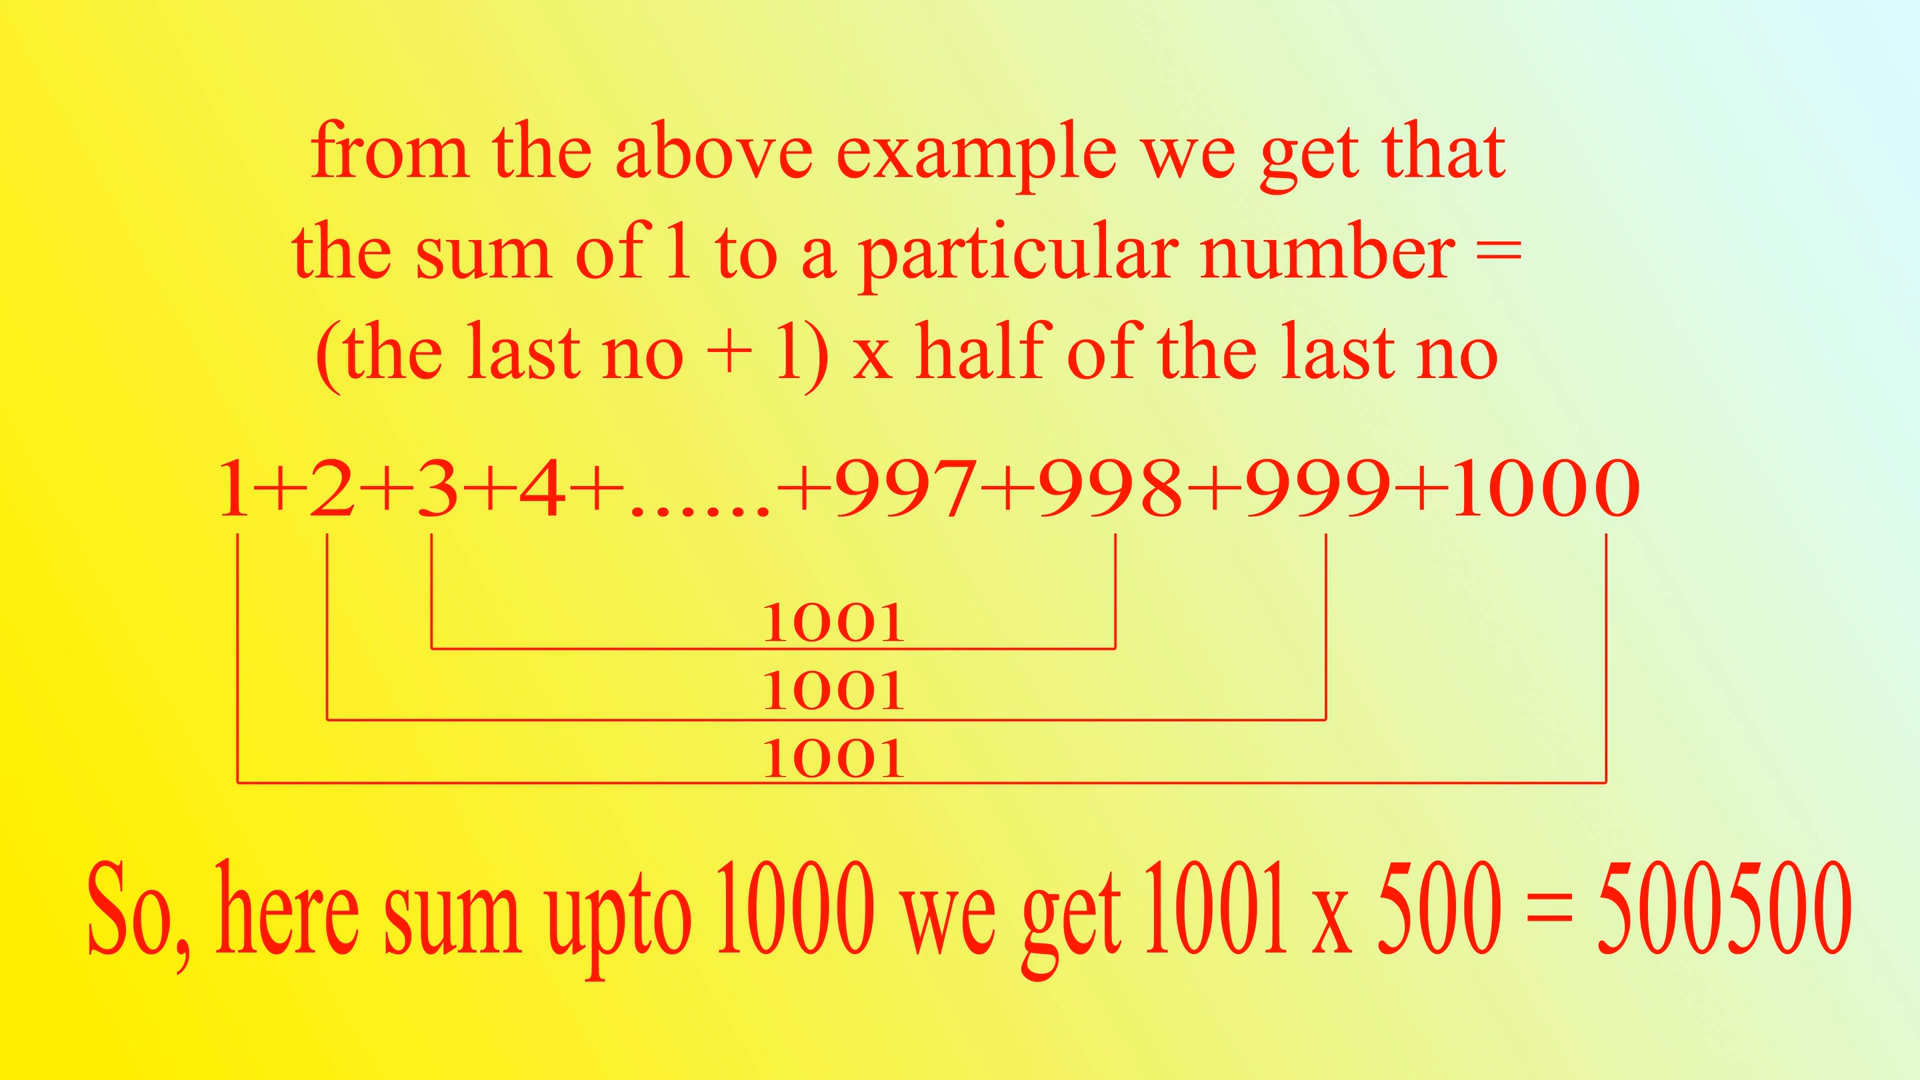 from the above example we get that
the sum of 1 to a particular number =
(the last no + 1) x half of the last no
1+2+3+4+......+997+998+999+1000
1001
1001
1001
So, here sum upto 1000 we get 1001 x 500 = 500500